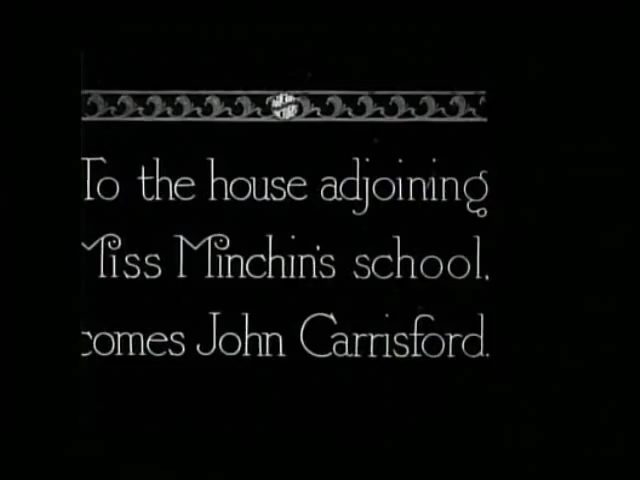 To the house adjoining
Miss Minchin's school,
comes John Carrisford.